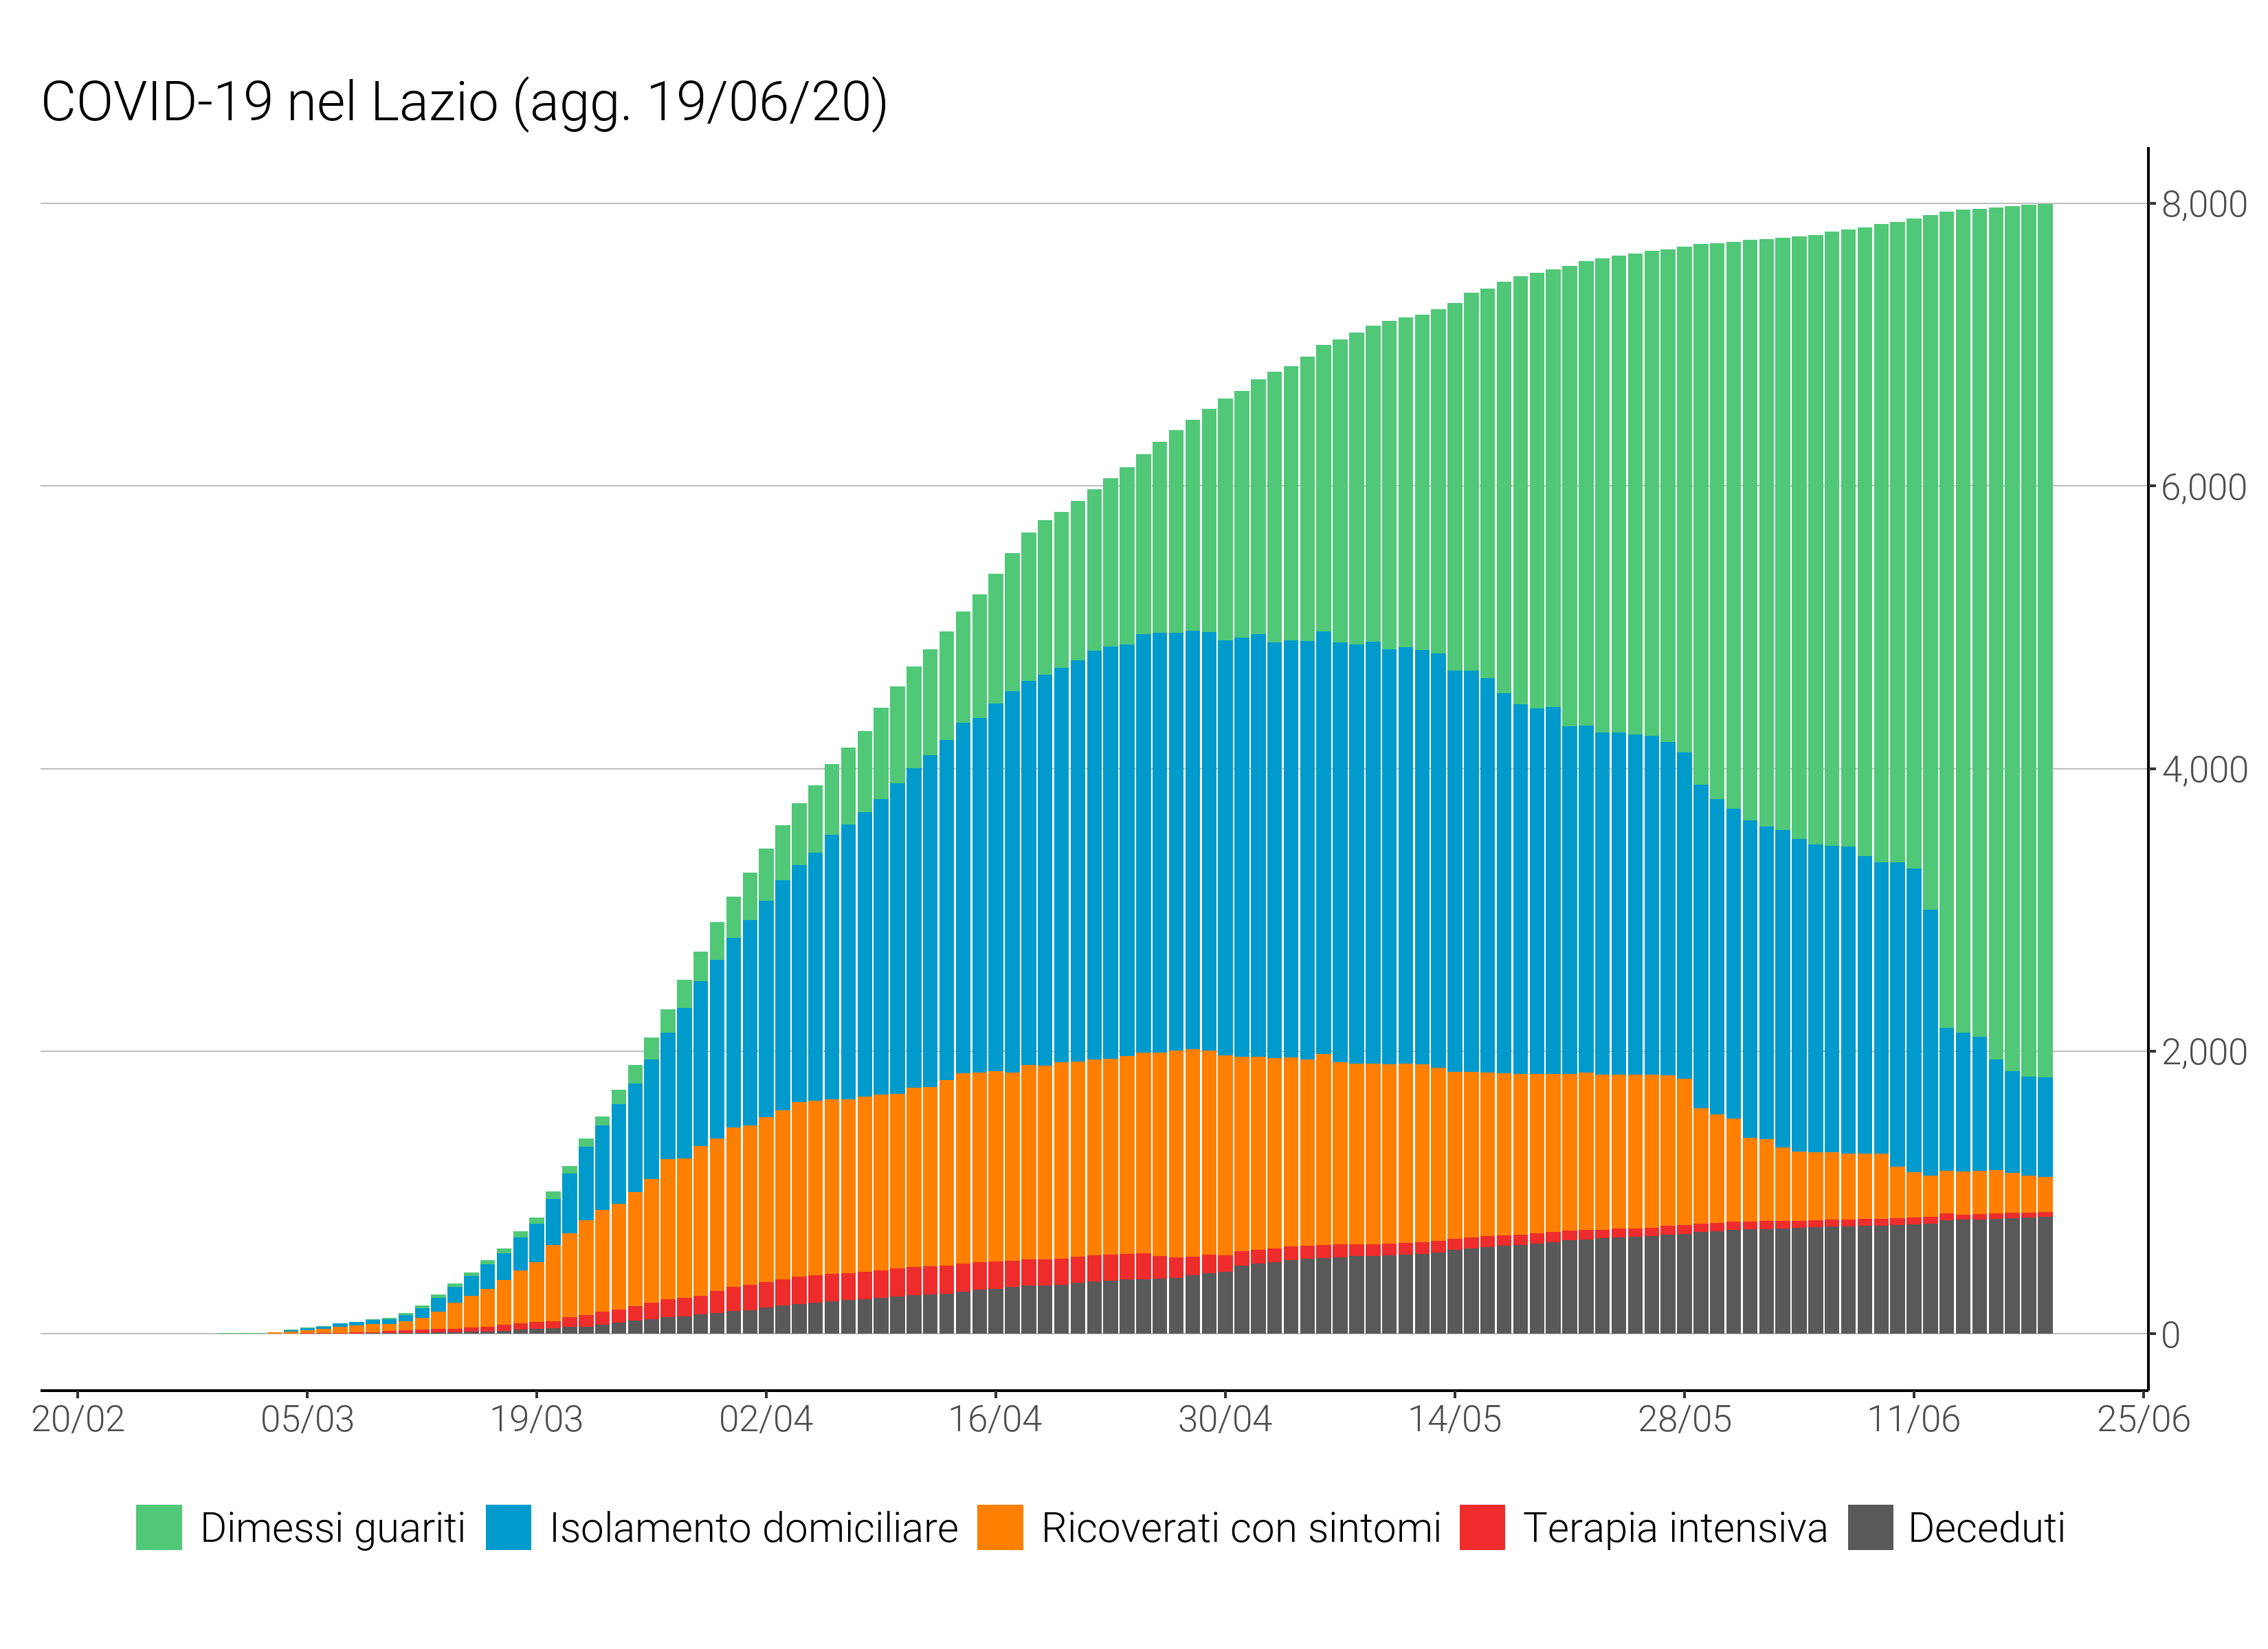 COVID-19 nel Lazio (agg. 19/06/20)
8,000
6,000
4,000
2,000
0
20/02 05/03 19/03 02/04 16/04 30/04 14/05 28/05 11/06 25/06
Dimessi guariti Isolamento domiciliare Ricoverati con sintomi Terapia intensiva Deceduti